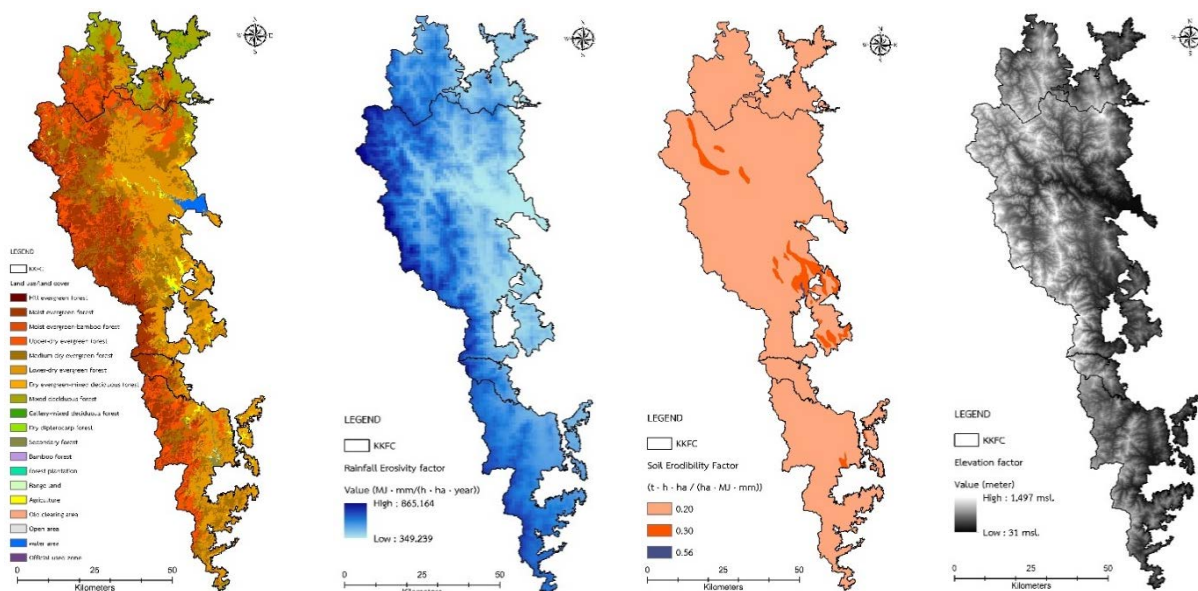 N
W E
S
LEGEND
KKFC
Land use/land cover
Hill evergreen forest
Moist evergreen forest
Moist evergreen-bamboo forest
Upper-dry evergreen forest
Medium dry evergreen forest
Lower-dry evergreen forest
Dry evergreen-mixed deciduous forest
Mixed deciduous forest
Gallery-mixed deciduous forest
Dry dipterocarp forest
Secondary forest
Bamboo forest
Forest plantation
Range land
Agriculture
Old clearing area
Open area
water area
Official used zone
0 25 50
Kilometers
N
W E
S
LEGEND
KKFC
Rainfall Erosivity factor
Value (MJ · mm/(h · ha · year))
High : 865,164
Low : 349,239
0 25 50
Kilometers
N
W E
S
LEGEND
KKFC
Soil Erodibility Factor
(t · h · ha / (ha · MJ · mm))
0.20
0.30
0.56
0 25 50
Kilometers
N
W E
S
LEGEND
KKFC
Elevation factor
Value (meter)
High : 1,497 msl.
Low : 31 msl.
0 25 50
Kilometers